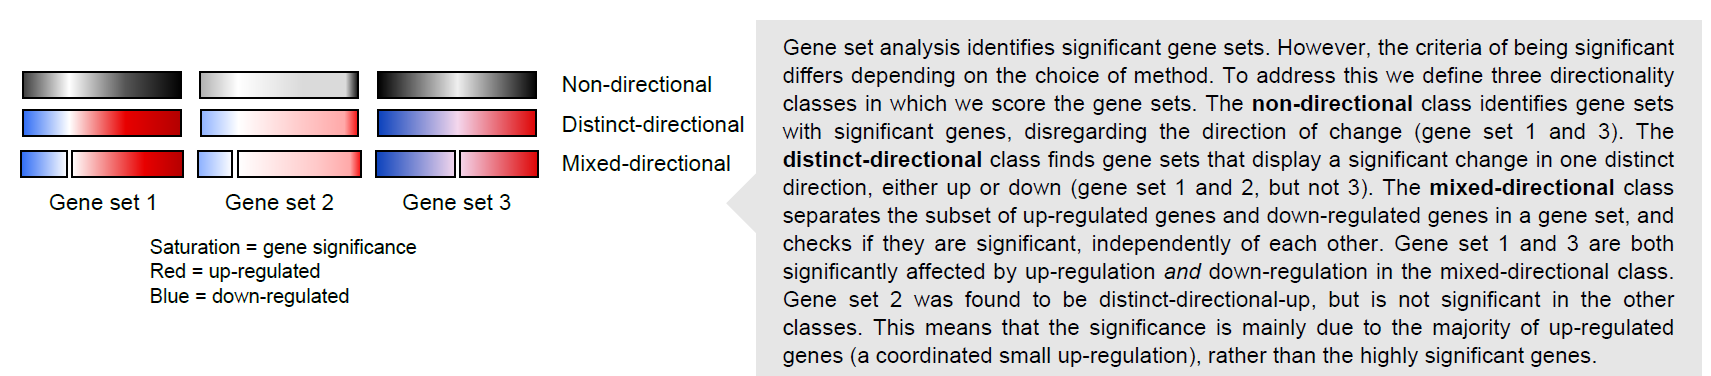 Non-directional
Distinct-directional
Mixed-directional
Gene set 1
Gene set 2
Gene set 3
Saturation = gene significance
Red = up-regulated
Blue = down-regulated
Gene set analysis identifies significant gene sets. However, the criteria of being significant
differs depending on the choice of method. To address this we define three directionality
classes in which we score the gene sets. The non-directional class identifies gene sets
with significant genes, disregarding the direction of change (gene set 1 and 3). The
distinct-directional class finds gene sets that display a significant change in one distinct
direction, either up or down (gene set 1 and 2, but not 3). The mixed-directional class
separates the subset of up-regulated genes and down-regulated genes in a gene set, and
checks if they are significant, independently of each other. Gene set 1 and 3 are both
significantly affected by up-regulation and down-regulation in the mixed-directional class.
Gene set 2 was found to be distinct-directional-up, but is not significant in the other
classes. This means that the significance is mainly due to the majority of up-regulated
genes (a coordinated small up-regulation), rather than the highly significant genes.